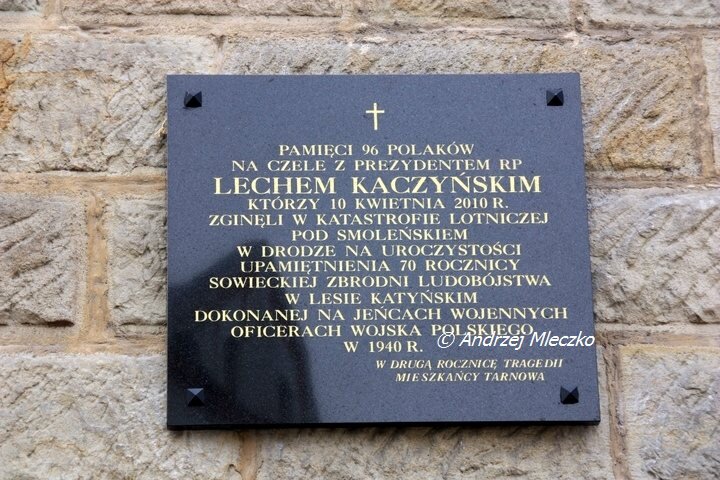 PAMIĘCI 96 POLAKÓW
NA CZELE Z PREZYDENTEM RP
LECHEM KACZYŃSKIM
KTÓRZY 10 KWIETNIA 2010 R.
ZGINĘLI W KATASTROFIE LOTNICZEJ
POD SMOLEŃSKIEM
W DRODZE NA UROCZYSTOŚCI
UPAMIĘTNIENIA 70 ROCZNICY
SOWIECKIEJ ZBRODNI LUDOBÓJSTWA
W LESIE KATYŃSKIM
DOKONANEJ NA JEŃCACH WOJENNYCH
OFICERACH WOJSKA POLSKIEGO
W 1940 R.
© Andrzej Mleczko
W DRUGĄ ROCZNICĘ TRAGEDII
MIESZKAŃCY TARNOWA